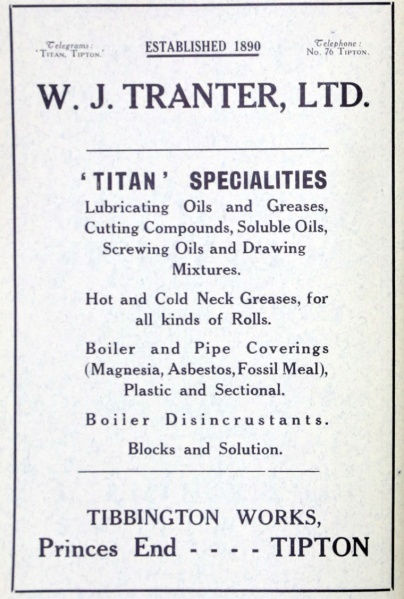 Telegrams:
'TITAN, TIPTON.'
ESTABLISHED 1890
Telephone:
No. 76 TIPTON.
W. J. TRANTER, LTD.
'TITAN' SPECIALITIES
Lubricating Oils and Greases,
Cutting Compounds, Soluble Oils,
Screwing Oils and Drawing
Mixtures.
Hot and Cold Neck Greases, for
all kinds of Rolls.
Boiler and Pipe Coverings
(Magnesia, Asbestos, Fossil Meal),
Plastic and Sectional.
Boiler Disincrustants.
Blocks and Solution.
TIBBINGTON WORKS,
Princes End - - - - TIPTON